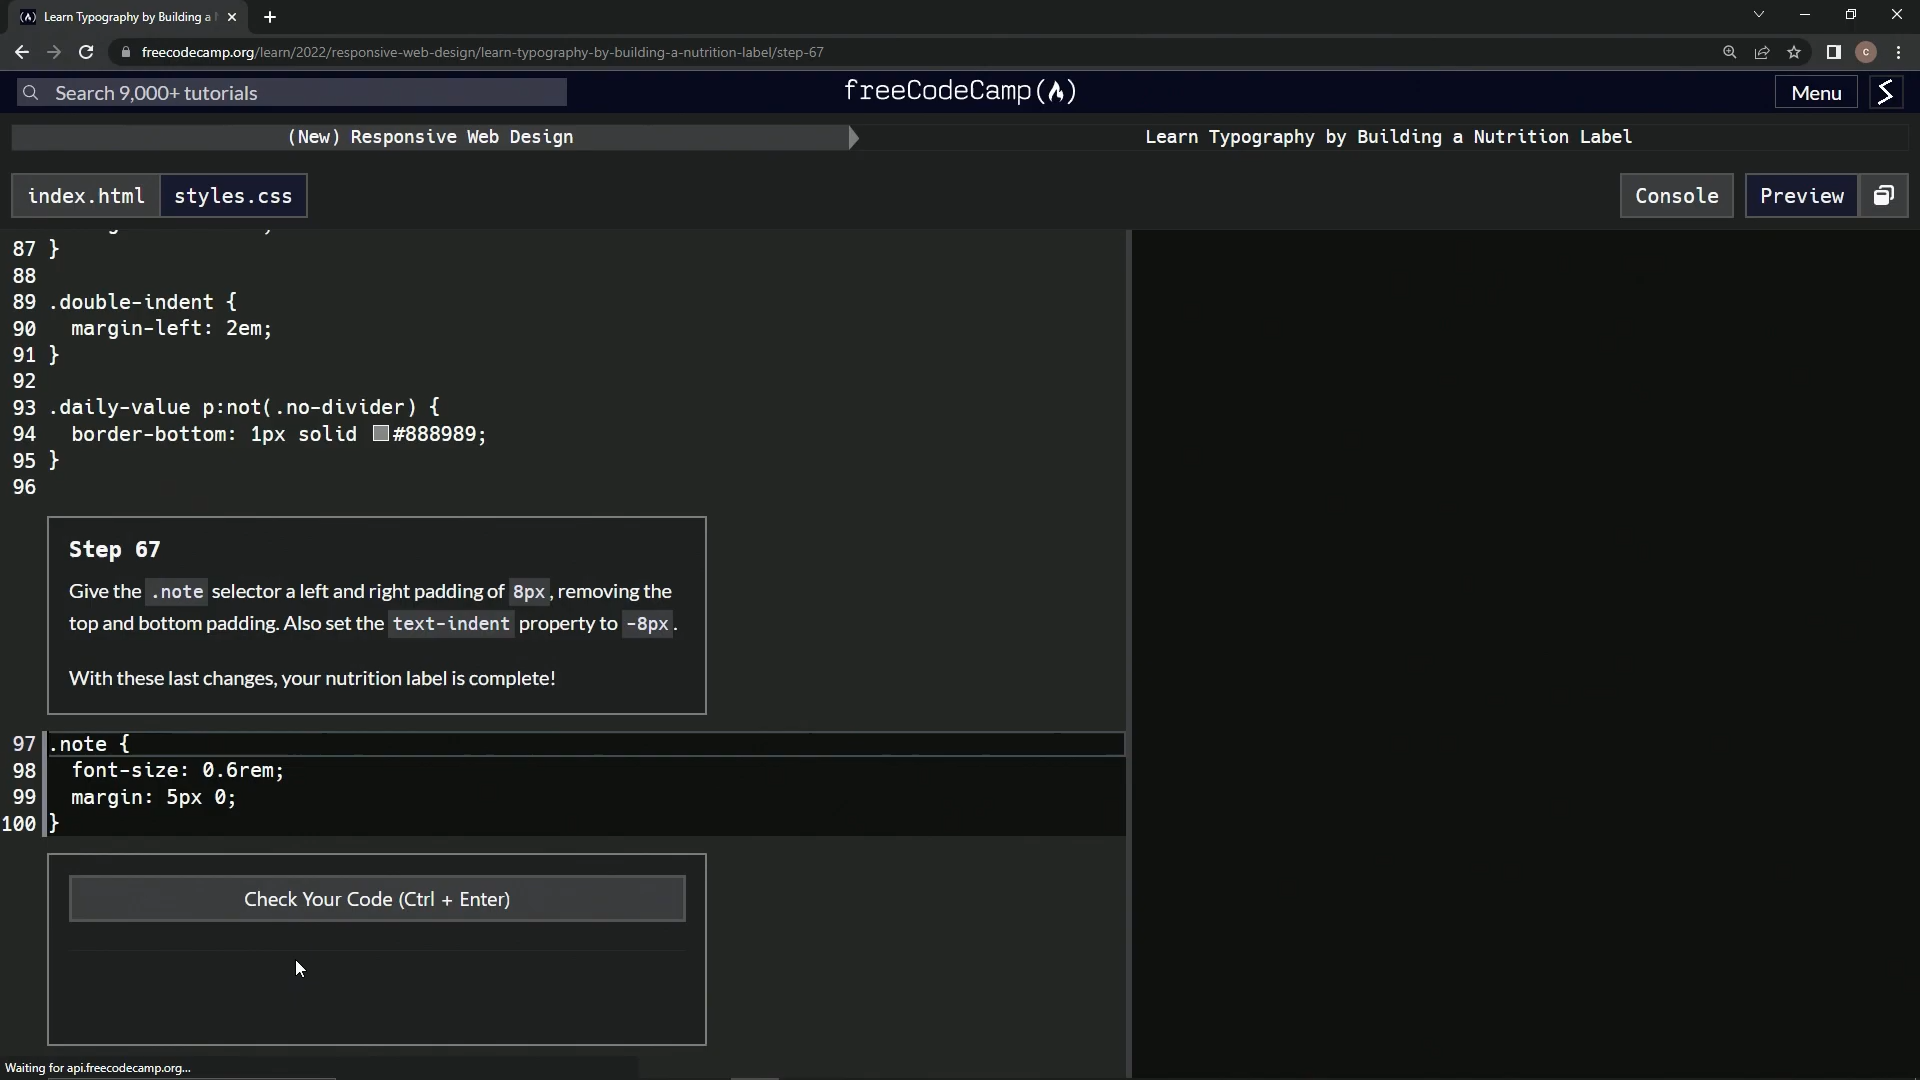 Learn Typography by Building a
freecodecamp.org/learn/2022/responsive-web-design/learn-typography-by-building-a-nutrition-label/step-67
C
Search 9,000+ tutorials
freeCodeCamp
Menu
(New) Responsive Web Design
Learn Typography by Building a Nutrition Label
index.html
styles.css
Console
Preview
87 }
88
89 .double-indent {
90 margin-left: 2em;
91 }
92
93 .daily-value p:not(.no-divider) {
94 border-bottom: 1px solid #888989;
95 }
96
Step 67
Give the .note selector a left and right padding of 8px, removing the
top and bottom padding. Also set the text-indent property to -8px.
With these last changes, your nutrition label is complete!
97 .note {
98 font-size: 0.6rem;
99 margin: 5px 0;
100 }
Check Your Code (Ctrl + Enter)
Waiting for api.freecodecamp.org...